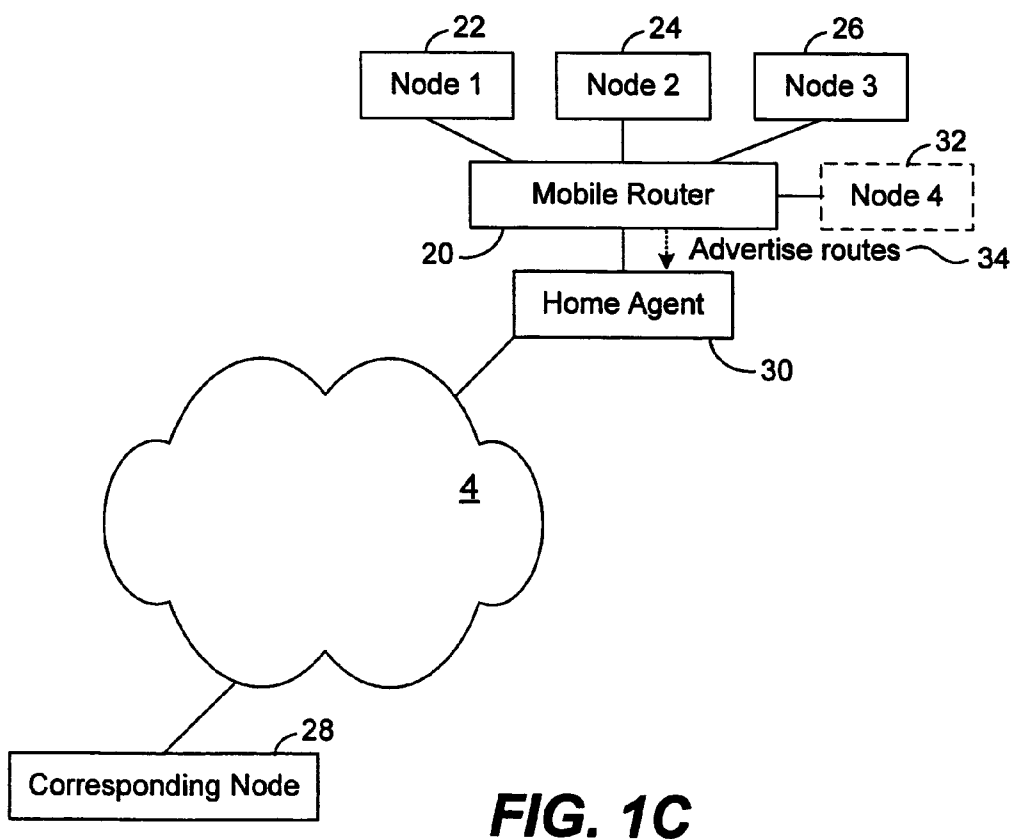 22
24
26
Node 1
Node 2
Node 3
32
Mobile Router
Node 4
20
Advertise routes
34
Home Agent
30
4
28
Corresponding Node
FIG. 1C